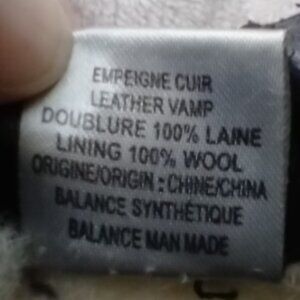 EMPEIGNE CUIR
LEATHER VAMP
DOUBLURE 100% LAINE
LINING 100% WOOL
ORIGINE/ORIGIN : CHINE/CHINA
BALANCE SYNTHÉTIQUE
BALANCE MAN MADE